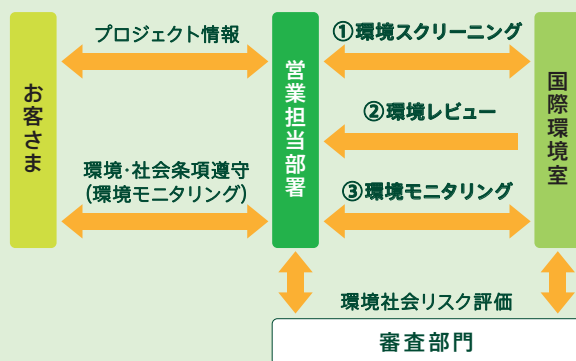 プロジェクト情報
①環境スクリーニング
お客さま
営業担当部署
国際環境室
②環境レビュー
環境・社会条項遵守
(環境モニタリング)
③環境モニタリング
環境社会リスク評価
審査部門